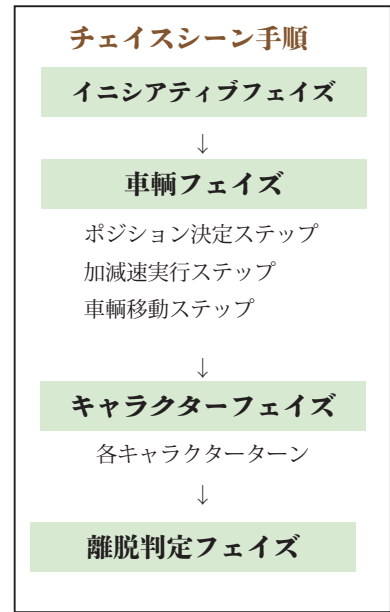 チェイスシーン手順
イニシアティブフェイズ
↓
車輌フェイズ
ポジション決定ステップ
加減速実行ステップ
車輌移動ステップ
↓
キャラクターフェイズ
各キャラクターターン
↓
離脱判定フェイズ